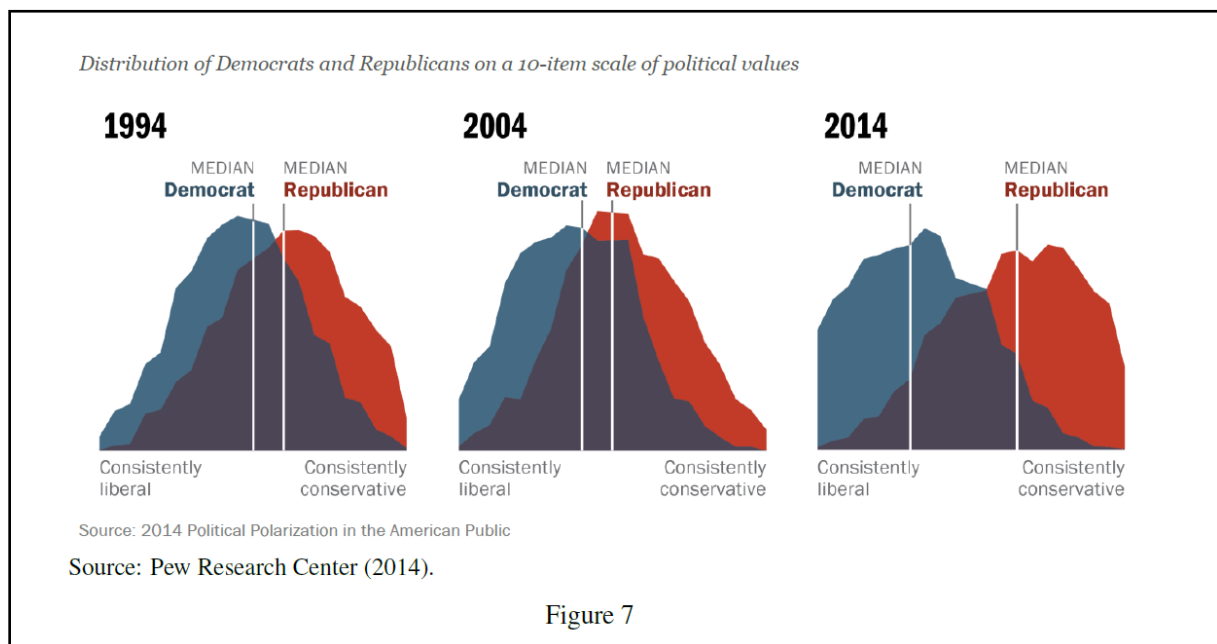 Distribution of Democrats and Republicans on a 10-item scale of political values
1994
MEDIAN
Democrat
MEDIAN
Republican
Consistently
liberal
Consistently
conservative
2004
MEDIAN
Democrat
MEDIAN
Republican
Consistently
liberal
Consistently
conservative
2014
MEDIAN
Democrat
MEDIAN
Republican
Consistently
liberal
Consistently
conservative
Source: 2014 Political Polarization in the American Public
Source: Pew Research Center (2014).
Figure 7